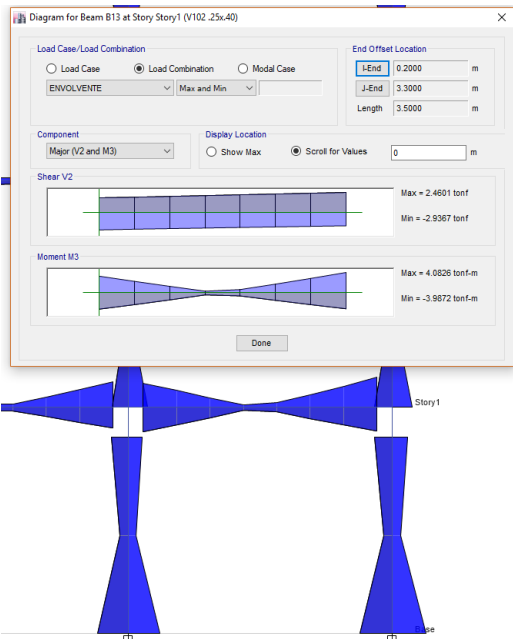 Diagram for Beam B13 at Story Story1 (V102 .25x.40)
Load Case/Load Combination
Load Case
Load Combination
Modal Case
ENVOLVENTE
Max and Min
End Offset Location
I-End 0.2000 m
J-End 3.3000 m
Length 3.5000 m
Component
Major (V2 and M3)
Display Location
Show Max
Scroll for Values
0 m
Shear V2
Max = 2.4601 tonf
Min = -2.9367 tonf
Moment M3
Max = 4.0826 tonf-m
Min = -3.9872 tonf-m
Done
Story1
Base